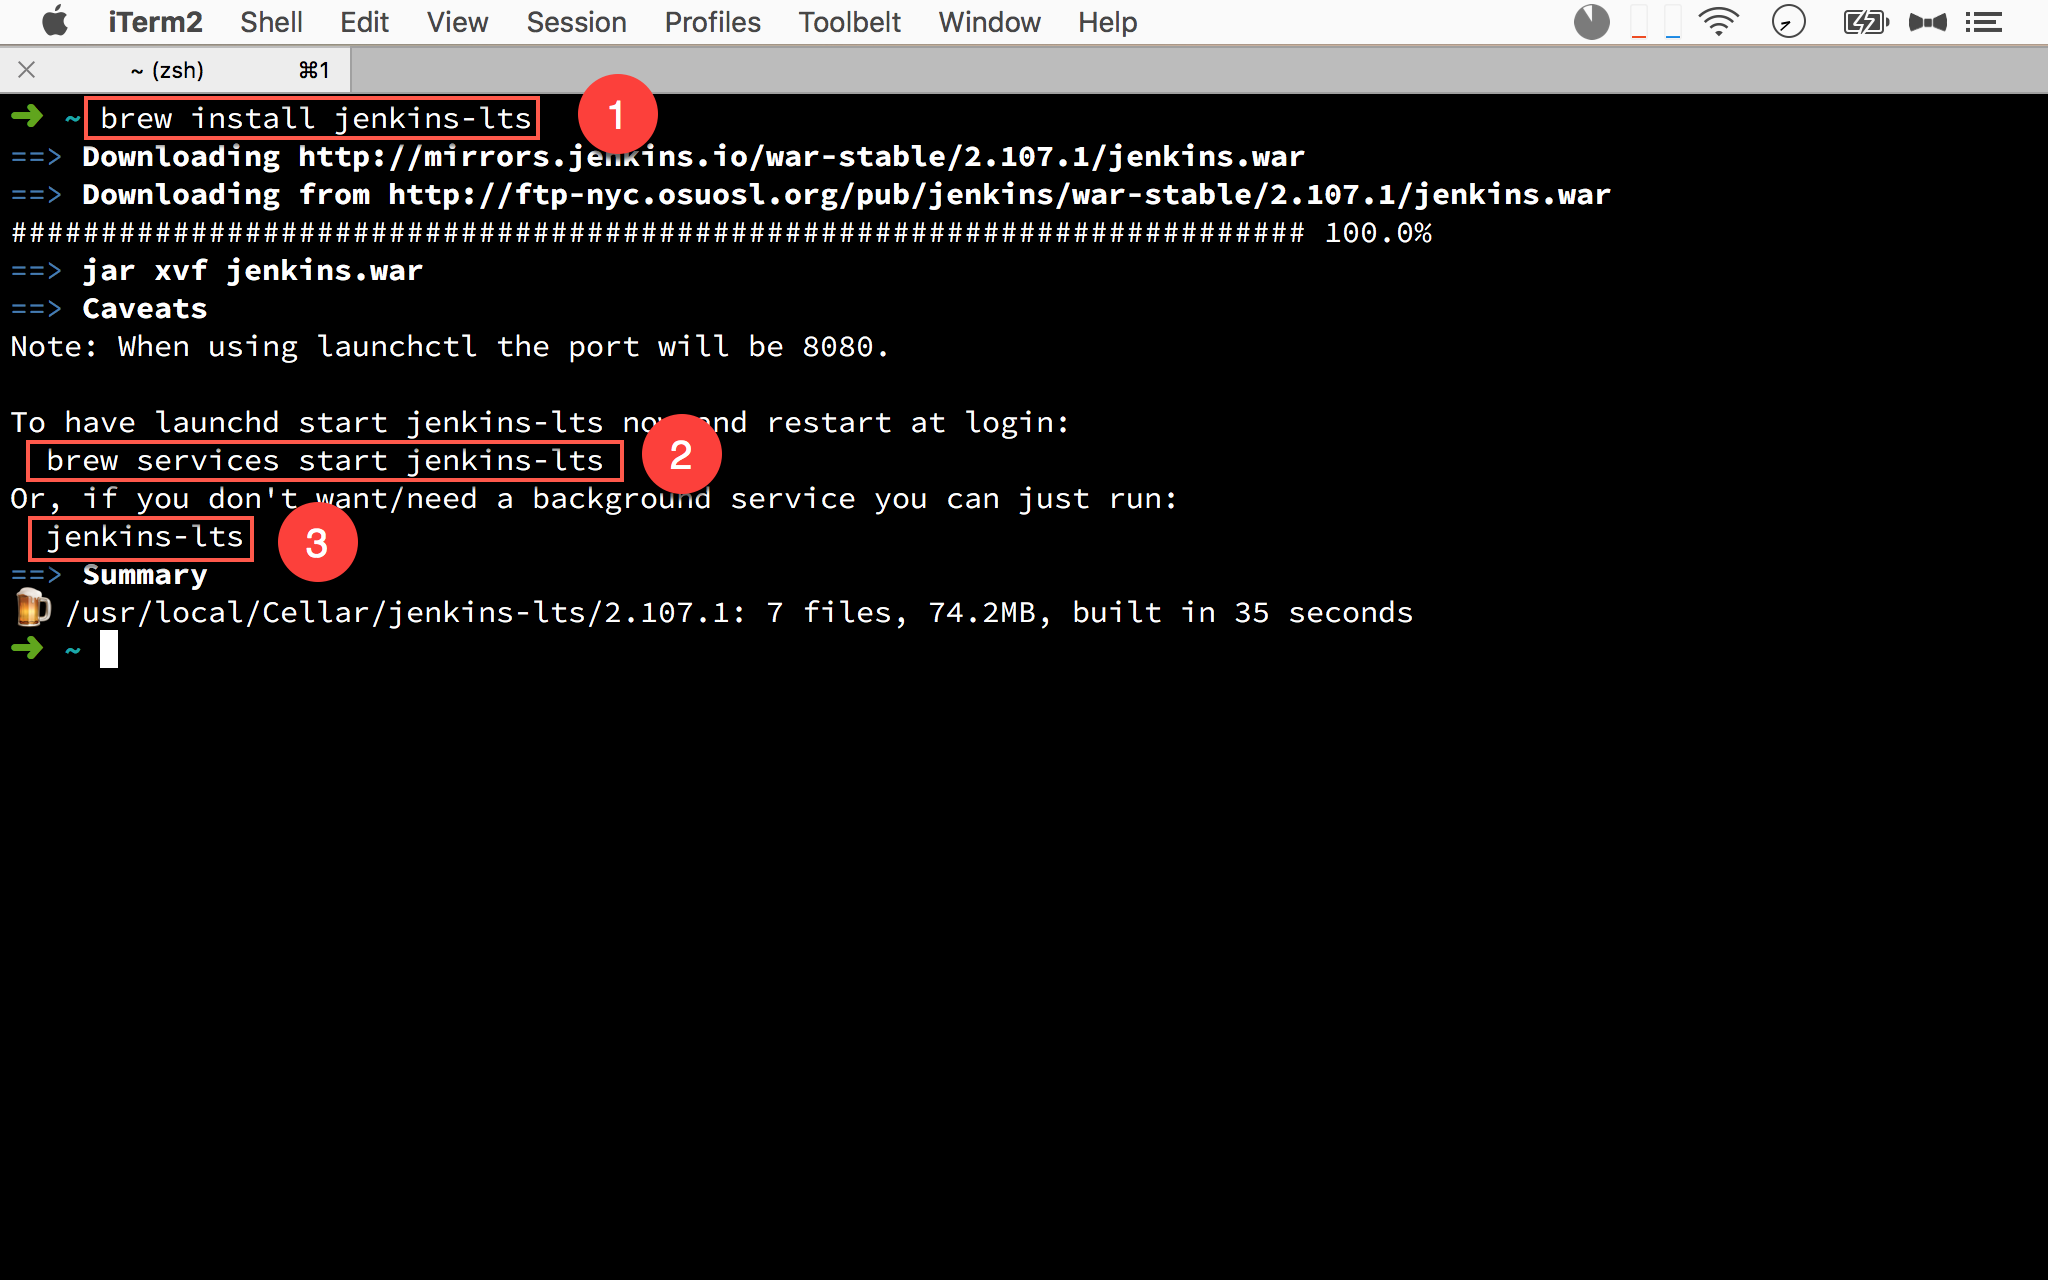 iTerm2 Shell Edit View Session Profiles Toolbelt Window Help
~ (zsh) ⌘1
➜ ~ brew install jenkins-lts 1
==> Downloading http://mirrors.jenkins.io/war-stable/2.107.1/jenkins.war
==> Downloading from http://ftp-nyc.osuosl.org/pub/jenkins/war-stable/2.107.1/jenkins.war
######################################################################## 100.0%
==> jar xvf jenkins.war
==> Caveats
Note: When using launchctl the port will be 8080.
To have launchd start jenkins-lts now and restart at login:
brew services start jenkins-lts 2
Or, if you don't want/need a background service you can just run:
jenkins-lts 3
==> Summary
🍺 /usr/local/Cellar/jenkins-lts/2.107.1: 7 files, 74.2MB, built in 35 seconds
➜ ~